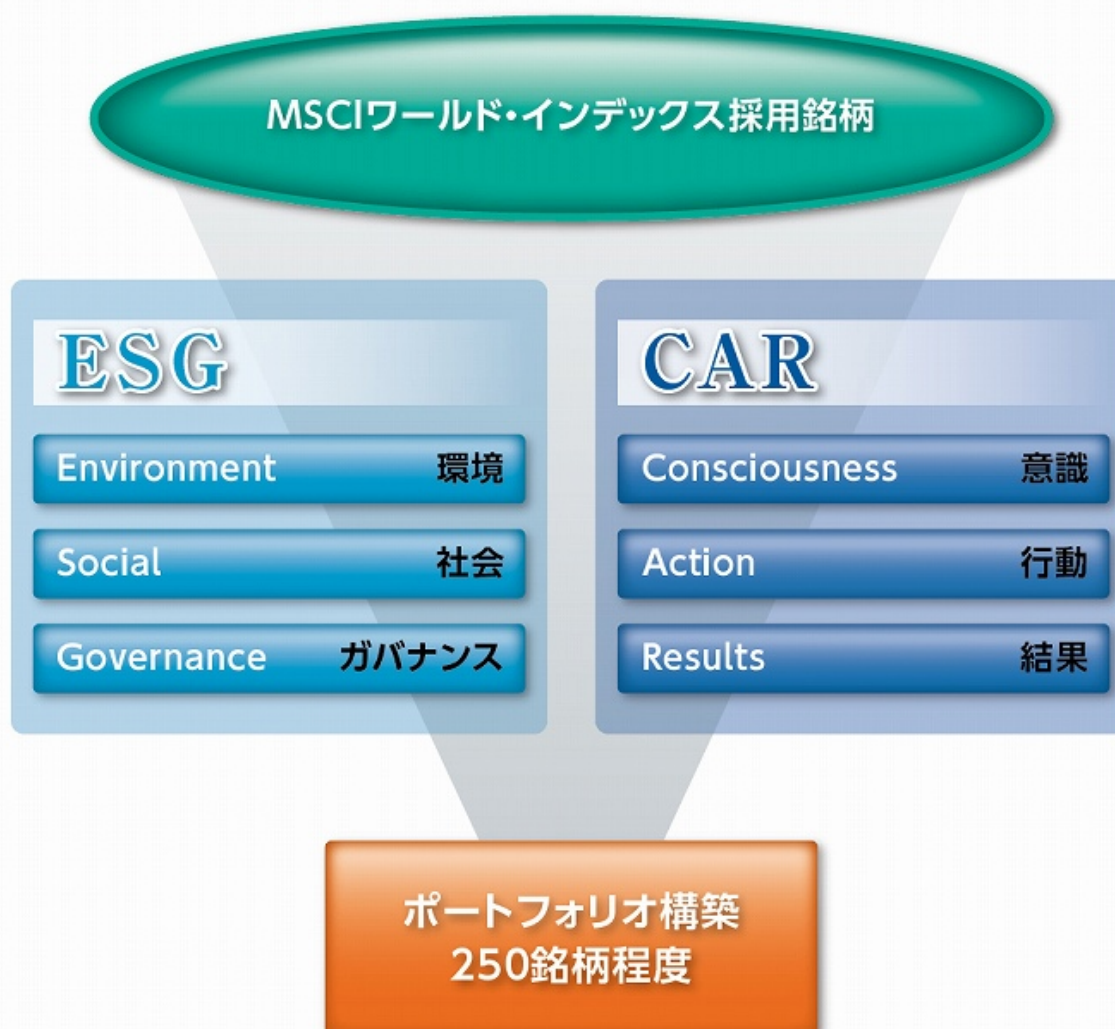 MSCIワールド・インデックス採用銘柄
ESG
Environment 環境
Social 社会
Governance ガバナンス
CAR
Consciousness 意識
Action 行動
Results 結果
ポートフォリオ構築
250銘柄程度